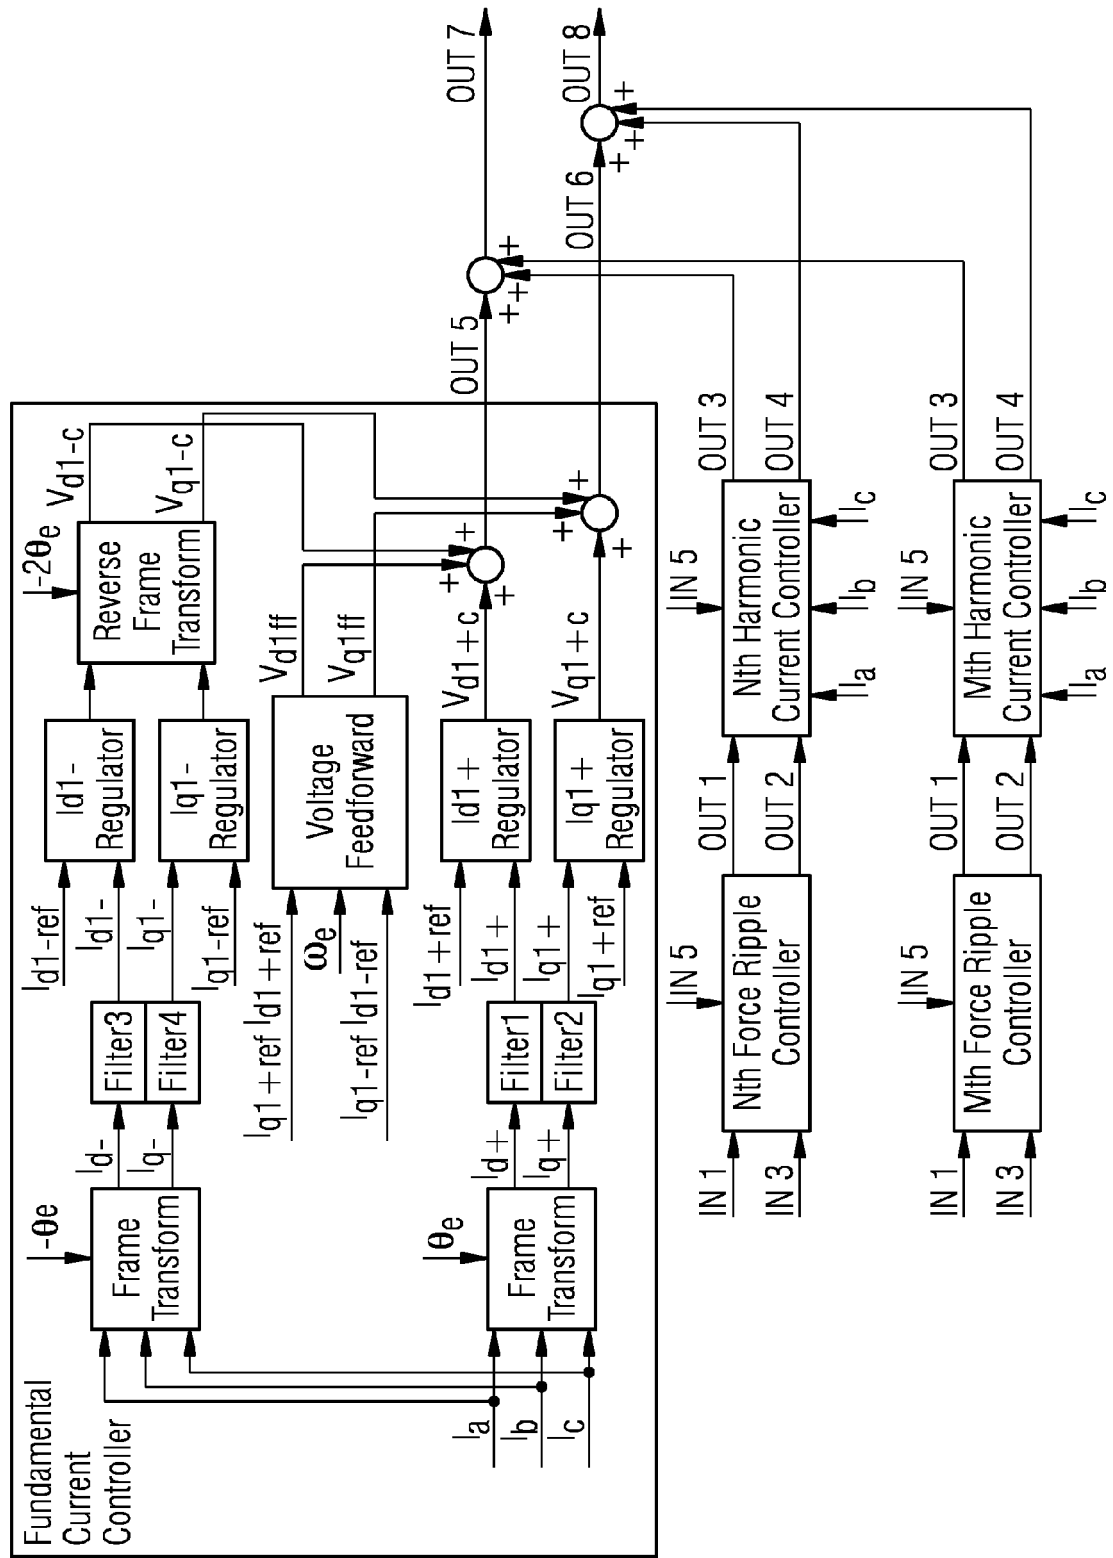 Fundamental
Current
Controller
-θe
Frame
Transform
Id-
Iq-
Filter3
Filter4
Id1-ref
Id1-
Iq1-
Iq1-ref
Id1-
Regulator
Iq1-
Regulator
-2θe
Reverse
Frame
Transform
Vd1-c
Vq1-c
Iq1+ref Id1+ref
ωe
Iq1-ref Id1-ref
Voltage
Feedforward
Vd1ff
Vq1ff
Ia
Ib
Ic
θe
Frame
Transform
Id+
Iq+
Filter1
Filter2
Id1+ref
Id1+
Iq1+
Iq1+ref
Id1+
Regulator
Iq1+
Regulator
Vd1+c
Vq1+c
+
+
+
+
+
+
OUT 5
+
+
+
OUT 7
OUT 6
+
+
+
OUT 8
IN 1
IN 3
IN 5
Nth Force Ripple
Controller
OUT 1
OUT 2
IN 5
Nth Harmonic
Current Controller
Ia
Ib
Ic
OUT 3
OUT 4
IN 1
IN 3
IN 5
Mth Force Ripple
Controller
OUT 1
OUT 2
IN 5
Mth Harmonic
Current Controller
Ia
Ib
Ic
OUT 3
OUT 4